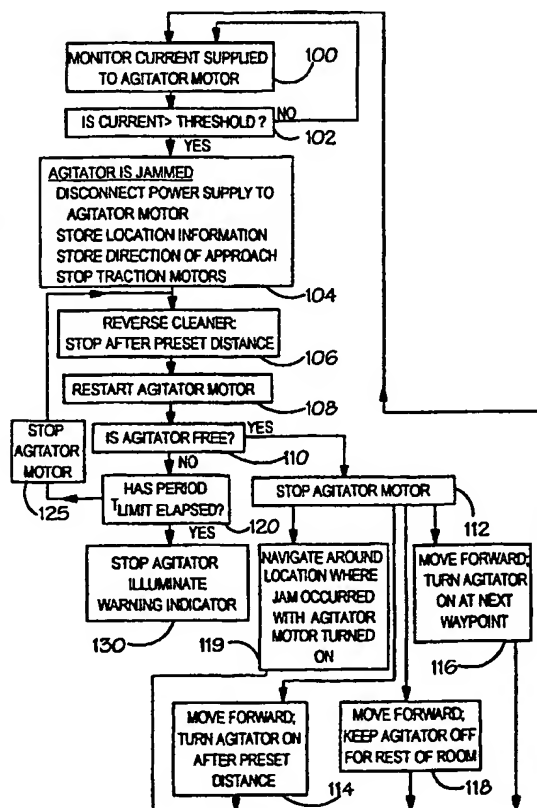 MONITOR CURRENT SUPPLIED
TO AGITATOR MOTOR
100
IS CURRENT> THRESHOLD ?
NO
102
YES
AGITATOR IS JAMMED
DISCONNECT POWER SUPPLY TO
AGITATOR MOTOR
STORE LOCATION INFORMATION
STORE DIRECTION OF APPROACH
STOP TRACTION MOTORS
104
REVERSE CLEANER:
STOP AFTER PRESET DISTANCE
106
RESTART AGITATOR MOTOR
108
STOP
AGITATOR
MOTOR
125
IS AGITATOR FREE?
YES
110
NO
HAS PERIOD
TLIMIT ELAPSED?
120
YES
STOP AGITATOR MOTOR
112
STOP AGITATOR
ILLUMINATE
WARNING INDICATOR
130
NAVIGATE AROUND
LOCATION WHERE
JAM OCCURRED
WITH AGITATOR
MOTOR TURNED
ON
119
MOVE FORWARD;
TURN AGITATOR
ON AT NEXT
WAYPOINT
116
MOVE FORWARD;
TURN AGITATOR ON
AFTER PRESET
DISTANCE
114
MOVE FORWARD;
KEEP AGITATOR OFF
FOR REST OF ROOM
118